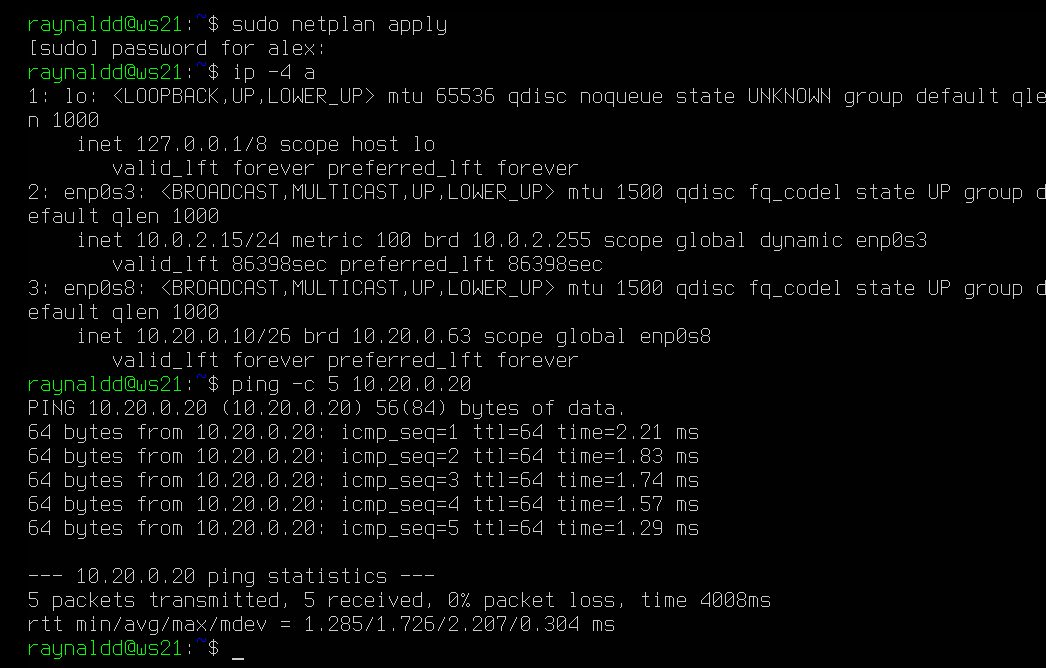 raynaldd@ws21:~$ sudo netplan apply
[sudo] password for alex:
raynaldd@ws21:~$ ip -4 a
1: lo: <LOOPBACK,UP,LOWER_UP> mtu 65536 qdisc noqueue state UNKNOWN group default qle
n 1000
    inet 127.0.0.1/8 scope host lo
       valid_lft forever preferred_lft forever
2: enp0s3: <BROADCAST,MULTICAST,UP,LOWER_UP> mtu 1500 qdisc fq_codel state UP group d
efault qlen 1000
    inet 10.0.2.15/24 metric 100 brd 10.0.2.255 scope global dynamic enp0s3
       valid_lft 86398sec preferred_lft 86398sec
3: enp0s8: <BROADCAST,MULTICAST,UP,LOWER_UP> mtu 1500 qdisc fq_codel state UP group d
efault qlen 1000
    inet 10.20.0.10/26 brd 10.20.0.63 scope global enp0s8
       valid_lft forever preferred_lft forever
raynaldd@ws21:~$ ping -c 5 10.20.0.20
PING 10.20.0.20 (10.20.0.20) 56(84) bytes of data.
64 bytes from 10.20.0.20: icmp_seq=1 ttl=64 time=2.21 ms
64 bytes from 10.20.0.20: icmp_seq=2 ttl=64 time=1.83 ms
64 bytes from 10.20.0.20: icmp_seq=3 ttl=64 time=1.74 ms
64 bytes from 10.20.0.20: icmp_seq=4 ttl=64 time=1.57 ms
64 bytes from 10.20.0.20: icmp_seq=5 ttl=64 time=1.29 ms

--- 10.20.0.20 ping statistics ---
5 packets transmitted, 5 received, 0% packet loss, time 4008ms
rtt min/avg/max/mdev = 1.285/1.726/2.207/0.304 ms
raynaldd@ws21:~$ _